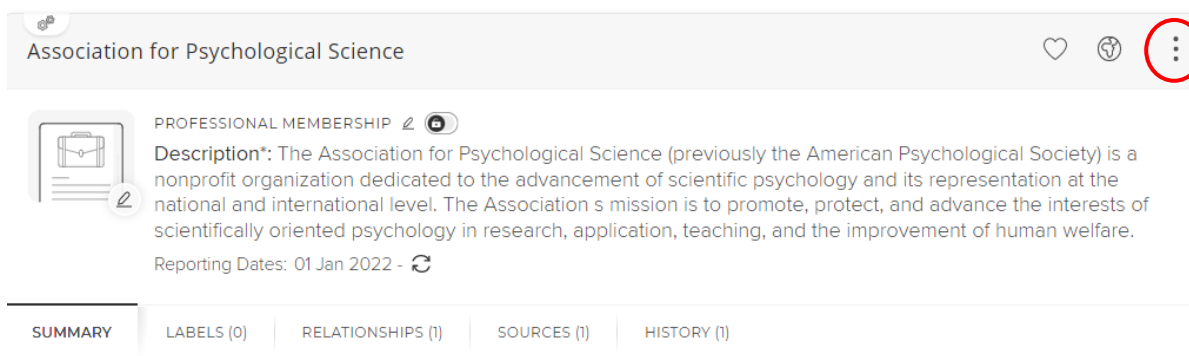 Association for Psychological Science
PROFESSIONAL MEMBERSHIP
Description*: The Association for Psychological Science (previously the American Psychological Society) is a
nonprofit organization dedicated to the advancement of scientific psychology and its representation at the
national and international level. The Association s mission is to promote, protect, and advance the interests of
scientifically oriented psychology in research, application, teaching, and the improvement of human welfare.
Reporting Dates: 01 Jan 2022 -
SUMMARY LABELS (0) RELATIONSHIPS (1) SOURCES (1) HISTORY (1)